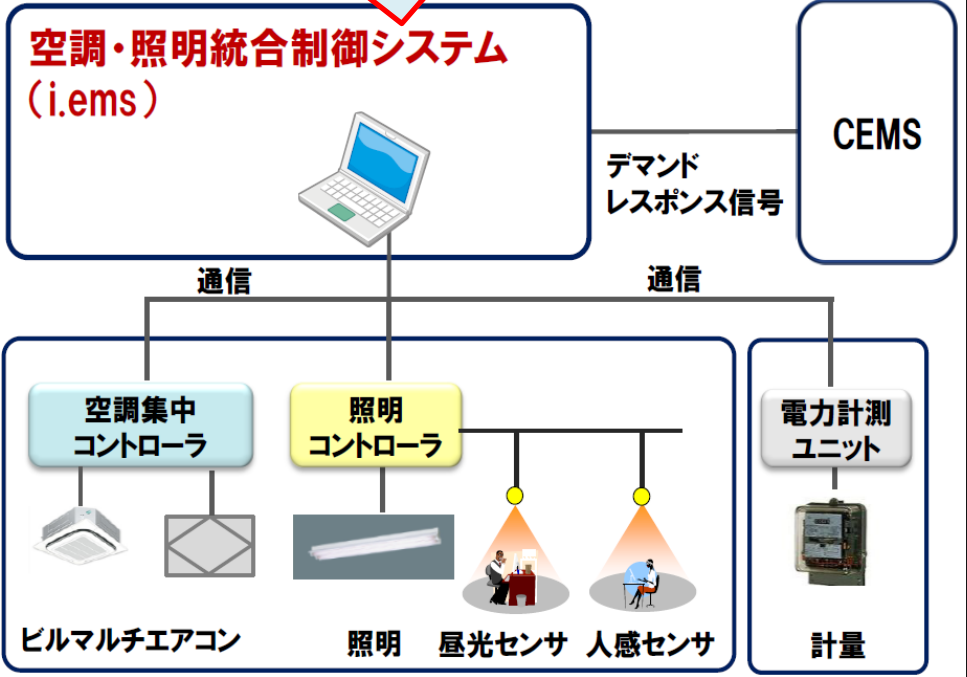 空調・照明統合制御システム
（i.ems）
CEMS
デマンド
レスポンス信号
通信
通信
空調集中
コントローラ
照明
コントローラ
電力計測
ユニット
ビルマルチエアコン
照明
昼光センサ
人感センサ
計量